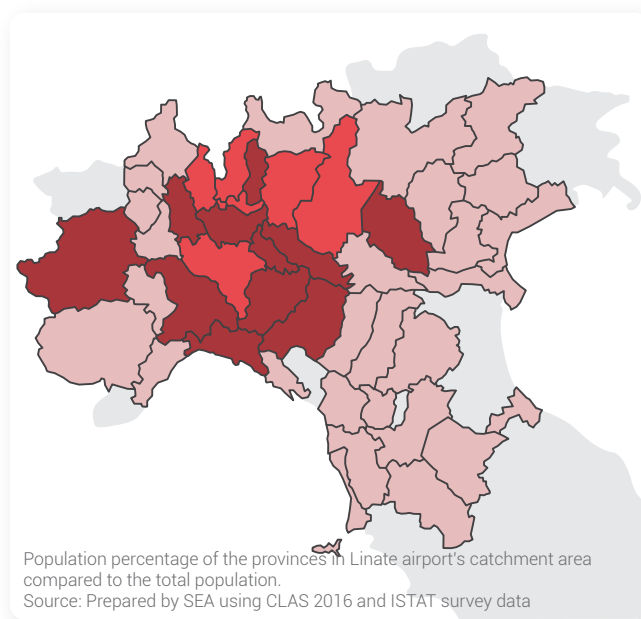 Population percentage of the provinces in Linate airport's catchment area
compared to the total population.
Source: Prepared by SEA using CLAS 2016 and ISTAT survey data